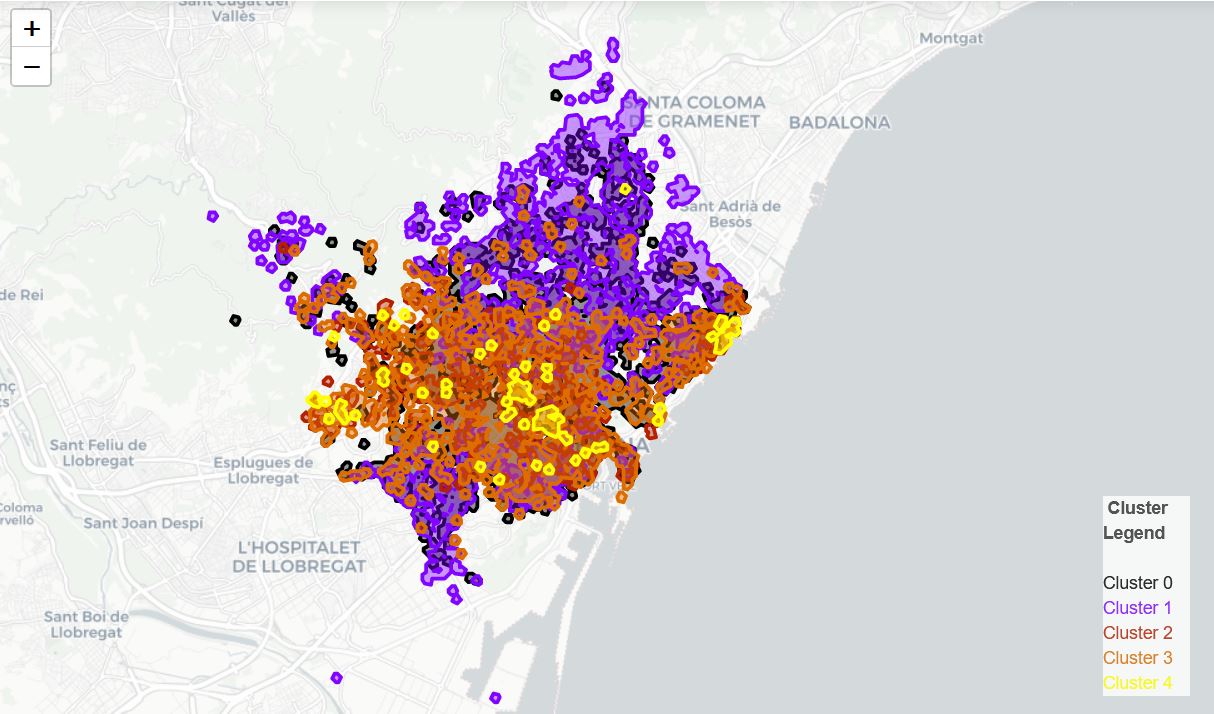 +
−
Sant Cugat del
Vallès
Montgat
SANTA COLOMA
DE GRAMENET
BADALONA
Sant Adrià de
Besòs
de Rei
Sant Feliu de
Llobregat
Esplugues de
Llobregat
Sant Joan Despí
L'HOSPITALET
DE LLOBREGAT
Sant Boi de
Llobregat
Cluster
Legend
Cluster 0
Cluster 1
Cluster 2
Cluster 3
Cluster 4